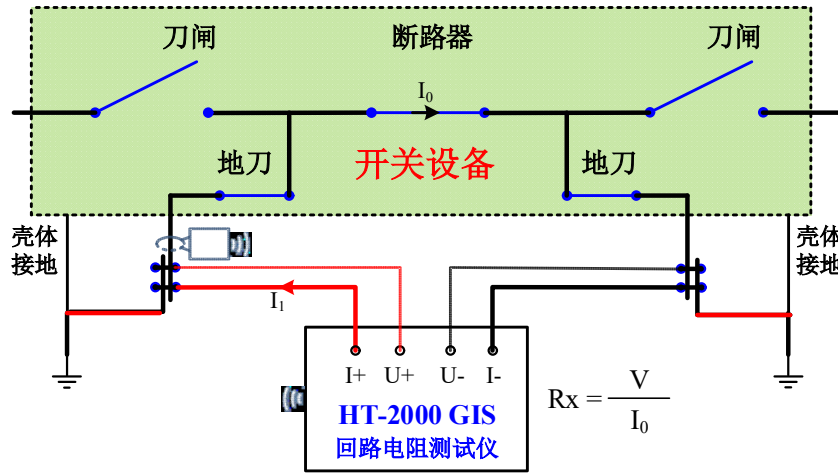 刀闸
断路器
刀闸
I0
地刀
开关设备
地刀
壳体
接地
壳体
接地
I1
I+ U+ U- I-
HT-2000 GIS
回路电阻测试仪
Rx = V / I0